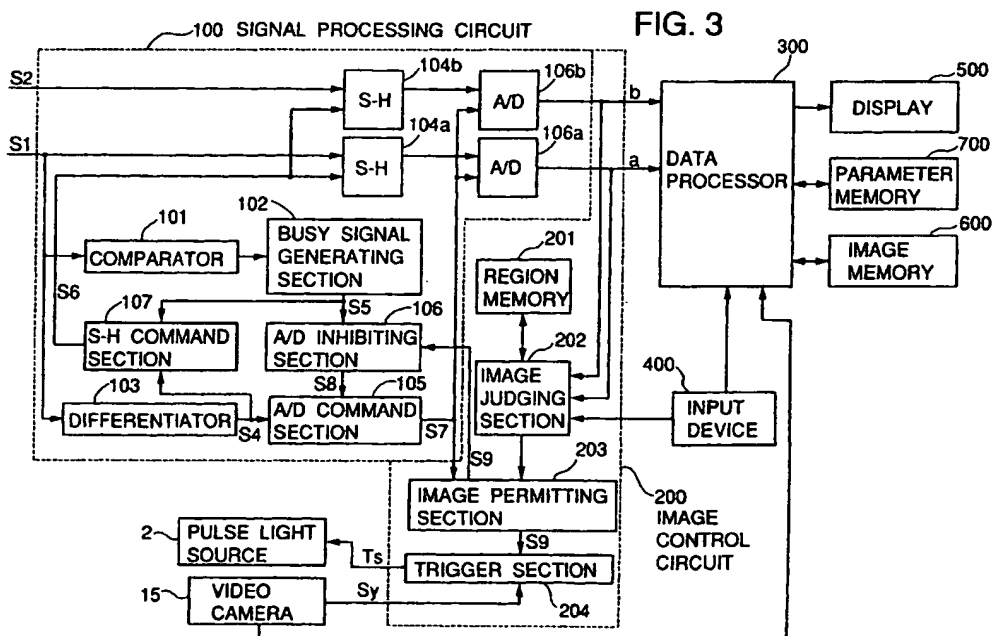 FIG. 3
100 SIGNAL PROCESSING CIRCUIT
300
500
DISPLAY
700
PARAMETER
MEMORY
600
IMAGE
MEMORY
DATA
PROCESSOR
S2
104b
S-H
106b
A/D
b
S1
104a
S-H
106a
A/D
a
101
COMPARATOR
102
BUSY SIGNAL
GENERATING
SECTION
S6
S5
107
S-H COMMAND
SECTION
106
A/D INHIBITING
SECTION
S8
103
DIFFERENTIATOR
S4
105
A/D COMMAND
SECTION
S7
201
REGION
MEMORY
202
IMAGE
JUDGING
SECTION
400
INPUT
DEVICE
S9
203
IMAGE PERMITTING
SECTION
200
IMAGE
CONTROL
CIRCUIT
S9
2
PULSE LIGHT
SOURCE
Ts
TRIGGER SECTION
204
15
VIDEO
CAMERA
Sy